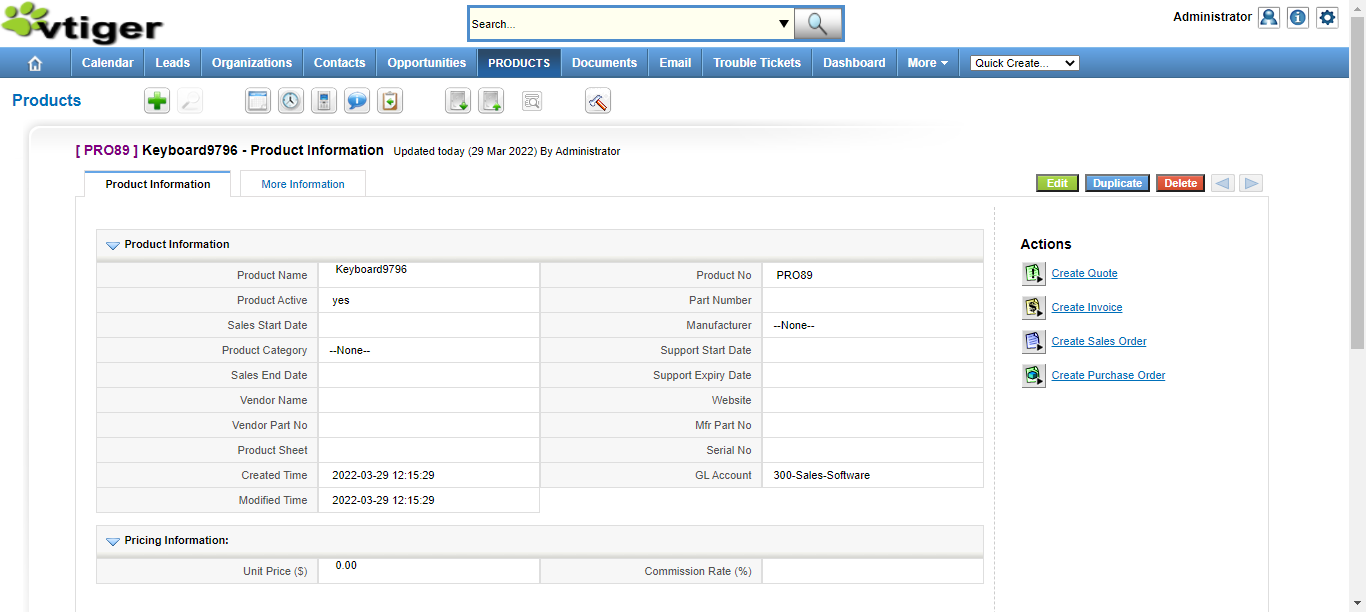 vtiger
Search...
Administrator
Calendar Leads Organizations Contacts Opportunities PRODUCTS Documents Email Trouble Tickets Dashboard More Quick Create...
Products
[ PRO89 ] Keyboard9796 - Product Information Updated today (29 Mar 2022) By Administrator
Product Information More Information
Edit Duplicate Delete
Product Information
Product Name Keyboard9796 Product No PRO89
Product Active yes Part Number
Sales Start Date Manufacturer --None--
Product Category --None-- Support Start Date
Sales End Date Support Expiry Date
Vendor Name Website
Vendor Part No Mfr Part No
Product Sheet Serial No
Created Time 2022-03-29 12:15:29 GL Account 300-Sales-Software
Modified Time 2022-03-29 12:15:29
Pricing Information:
Unit Price ($) 0.00 Commission Rate (%)
Actions
Create Quote
Create Invoice
Create Sales Order
Create Purchase Order